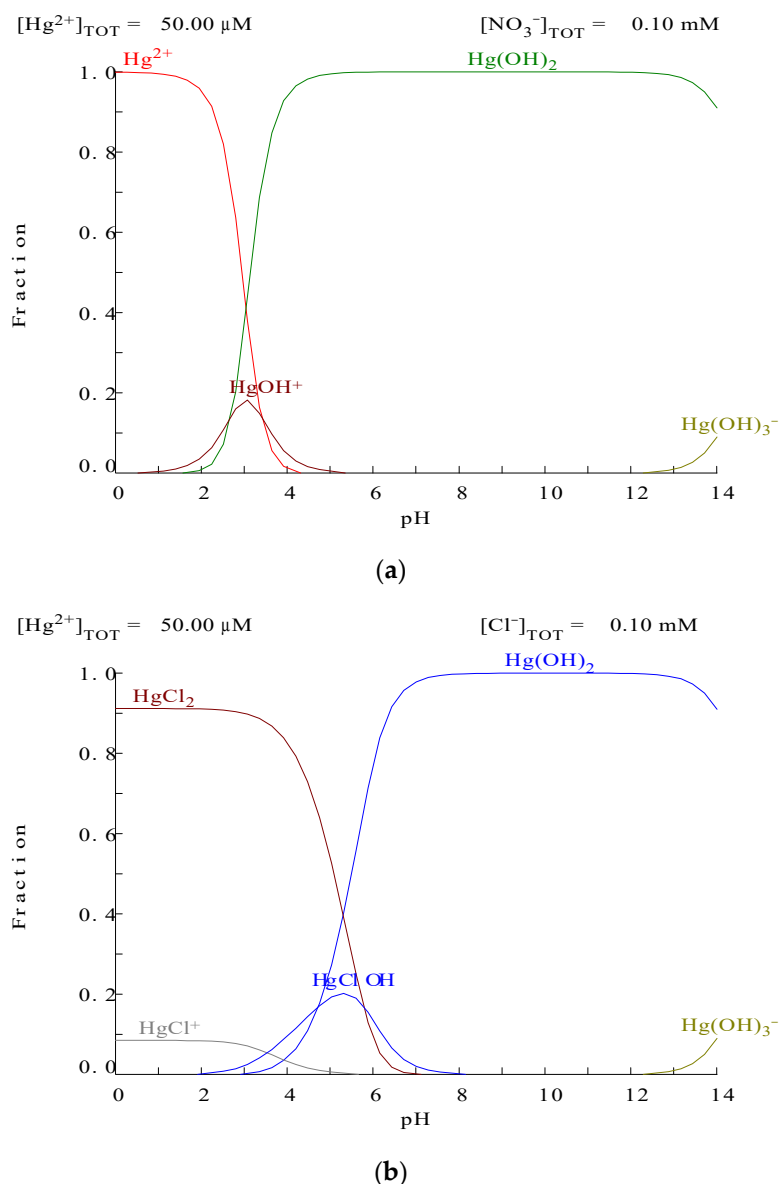 [Hg²⁺]TOT = 50.00 µM [NO₃⁻]TOT = 0.10 mM
Hg²⁺ Hg(OH)₂
1.0
0.8
0.6
0.4
0.2
0.0
Fraction
HgOH⁺
Hg(OH)₃⁻
0 2 4 6 8 10 12 14
pH
(a)
[Hg²⁺]TOT = 50.00 µM [Cl⁻]TOT = 0.10 mM
Hg(OH)₂
1.0
HgCl₂
0.8
0.6
0.4
0.2
0.0
Fraction
HgCl OH
HgCl⁺
Hg(OH)₃⁻
0 2 4 6 8 10 12 14
pH
(b)